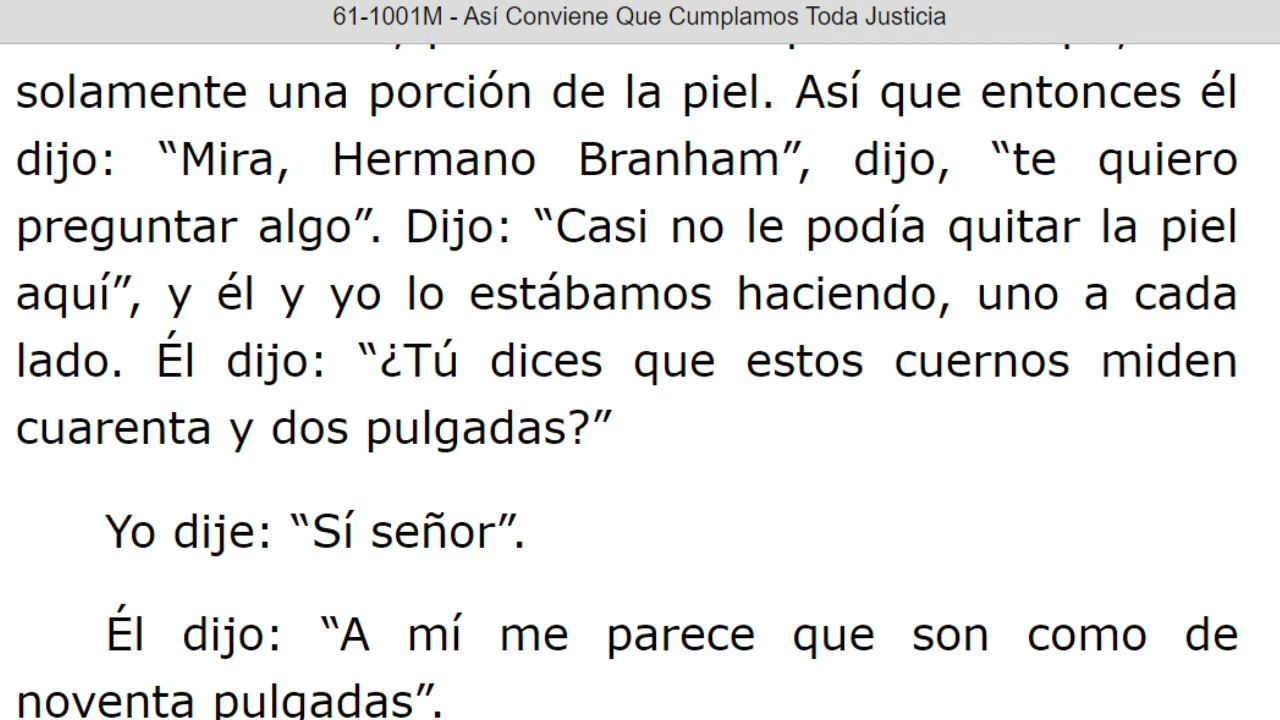 61-1001M - Así Conviene Que Cumplamos Toda Justicia
solamente una porción de la piel. Así que entonces él
dijo: “Mira, Hermano Branham”, dijo, “te quiero
preguntar algo”. Dijo: “Casi no le podía quitar la piel
aquí”, y él y yo lo estábamos haciendo, uno a cada
lado. Él dijo: “¿Tú dices que estos cuernos miden
cuarenta y dos pulgadas?”
Yo dije: “Sí señor”.
Él dijo: “A mí me parece que son como de
noventa pulgadas”.